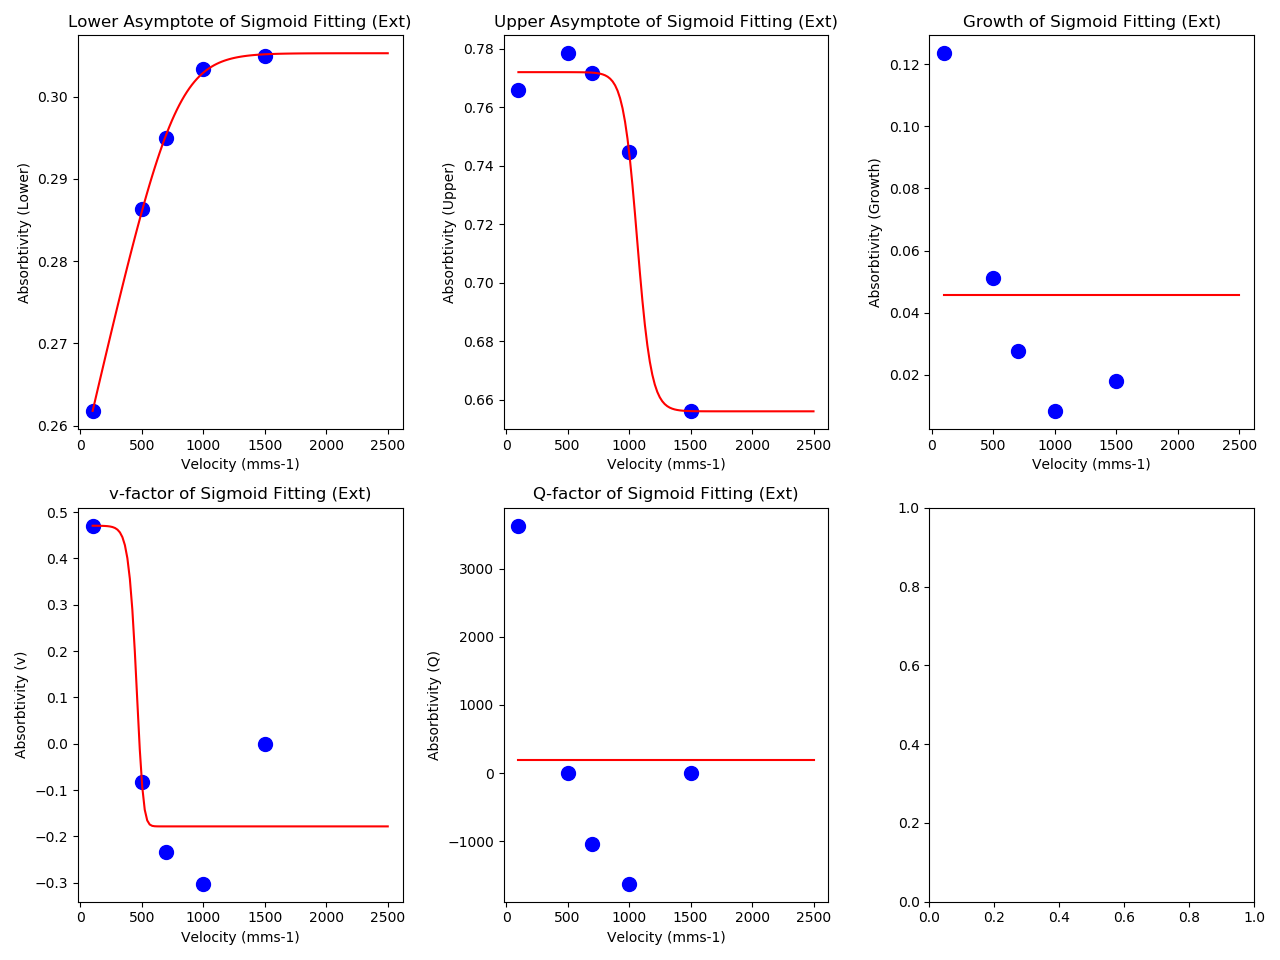 Lower Asymptote of Sigmoid Fitting (Ext)
Absorbtivity (Lower)
0.30
0.29
0.28
0.27
0.26
0 500 1000 1500 2000 2500
Velocity (mms-1)
Upper Asymptote of Sigmoid Fitting (Ext)
Absorbtivity (Upper)
0.78
0.76
0.74
0.72
0.70
0.68
0.66
0 500 1000 1500 2000 2500
Velocity (mms-1)
Growth of Sigmoid Fitting (Ext)
Absorbtivity (Growth)
0.12
0.10
0.08
0.06
0.04
0.02
0 500 1000 1500 2000 2500
Velocity (mms-1)
v-factor of Sigmoid Fitting (Ext)
Absorbtivity (v)
0.5
0.4
0.3
0.2
0.1
0.0
−0.1
−0.2
−0.3
0 500 1000 1500 2000 2500
Velocity (mms-1)
Q-factor of Sigmoid Fitting (Ext)
Absorbtivity (Q)
3000
2000
1000
0
−1000
0 500 1000 1500 2000 2500
Velocity (mms-1)
1.0
0.8
0.6
0.4
0.2
0.0
0.0 0.2 0.4 0.6 0.8 1.0